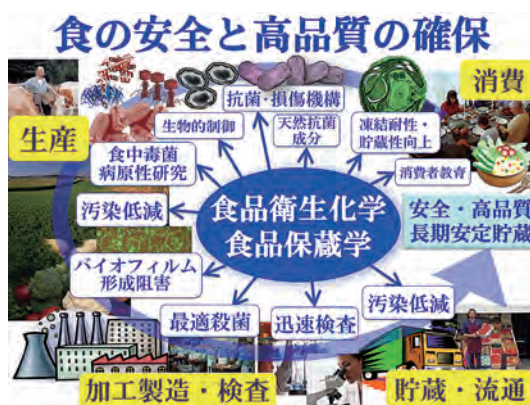 食の安全と高品質の確保
消費
生産
抗菌・損傷機構
生物的制御
天然抗菌
成分
凍結耐性・
貯蔵性向上
食中毒菌
病原性研究
消費者教育
汚染低減
食品衛生化学
食品保蔵学
安全・高品質
長期安定貯蔵
バイオフィルム
形成阻害
最適殺菌
迅速検査
汚染低減
加工製造・検査
貯蔵・流通